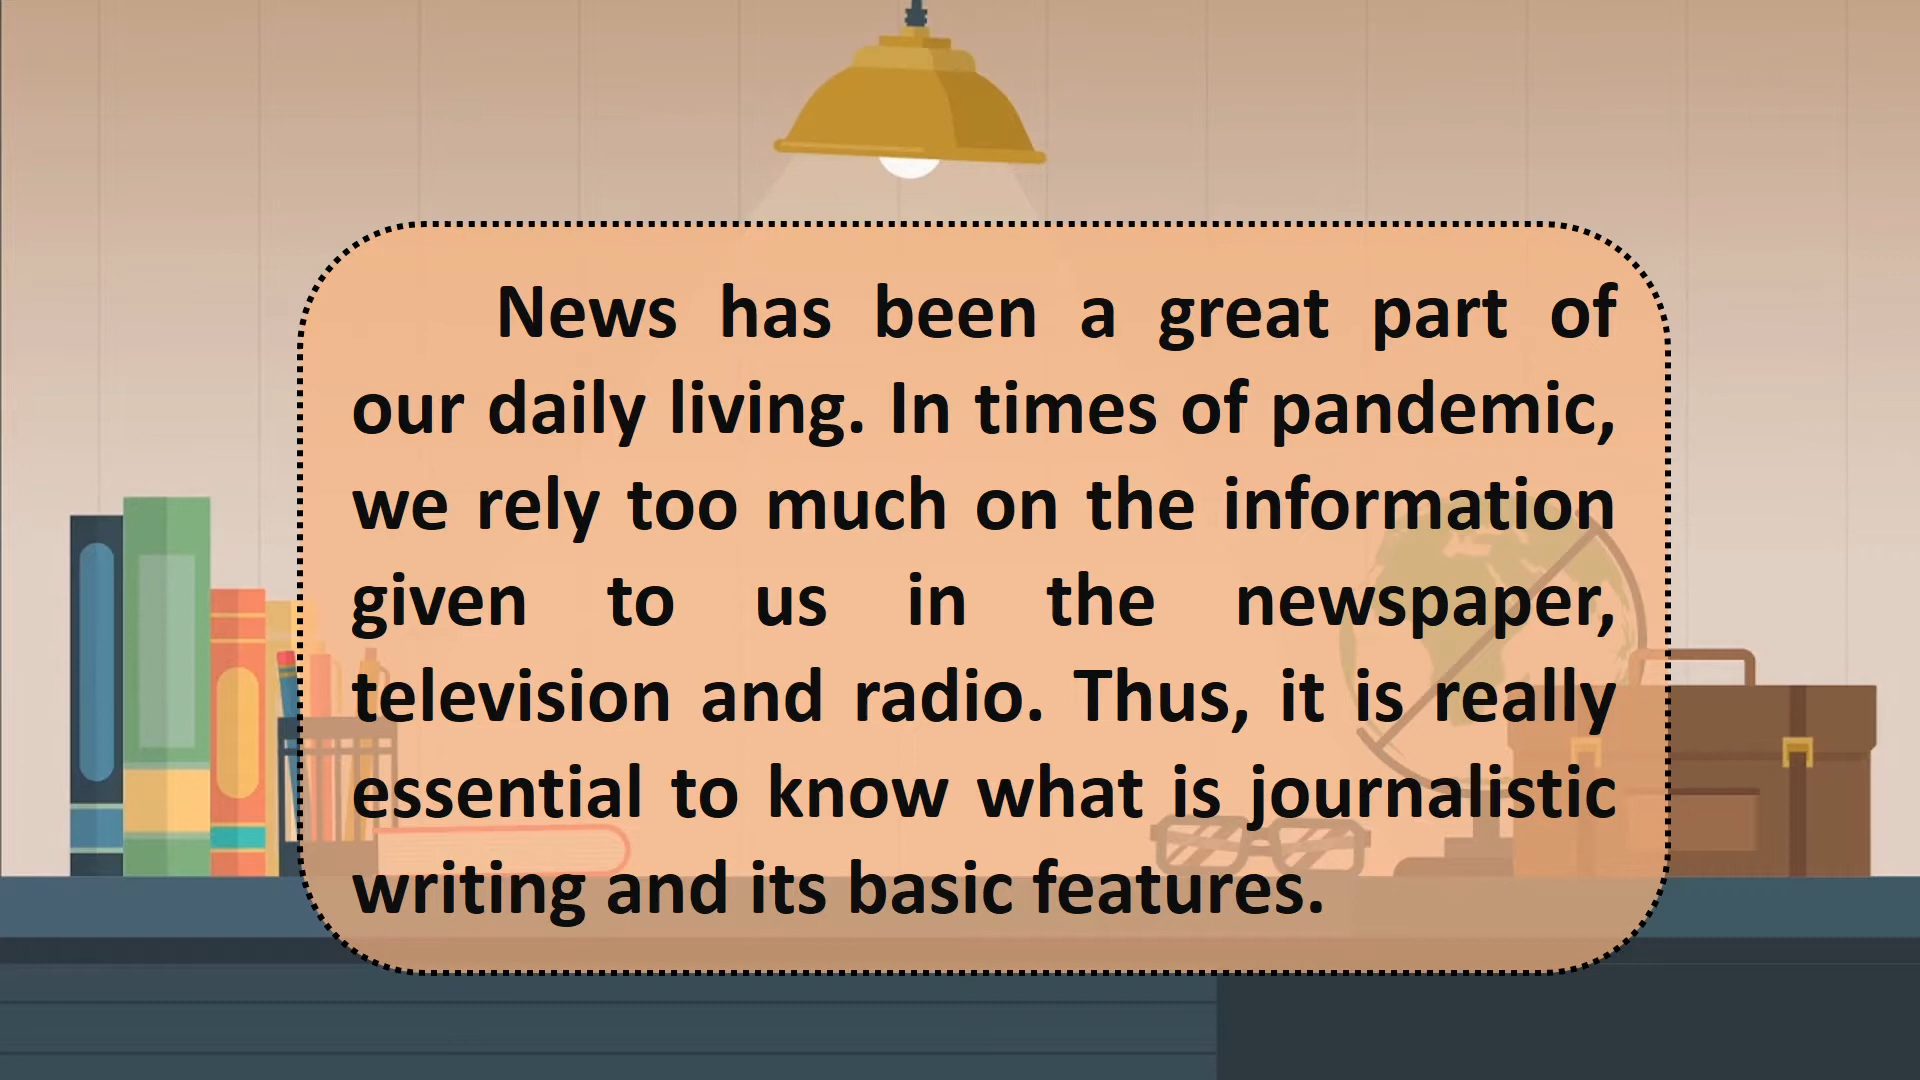 News has been a great part of
our daily living. In times of pandemic,
we rely too much on the information
given to us in the newspaper,
television and radio. Thus, it is really
essential to know what is journalistic
writing and its basic features.